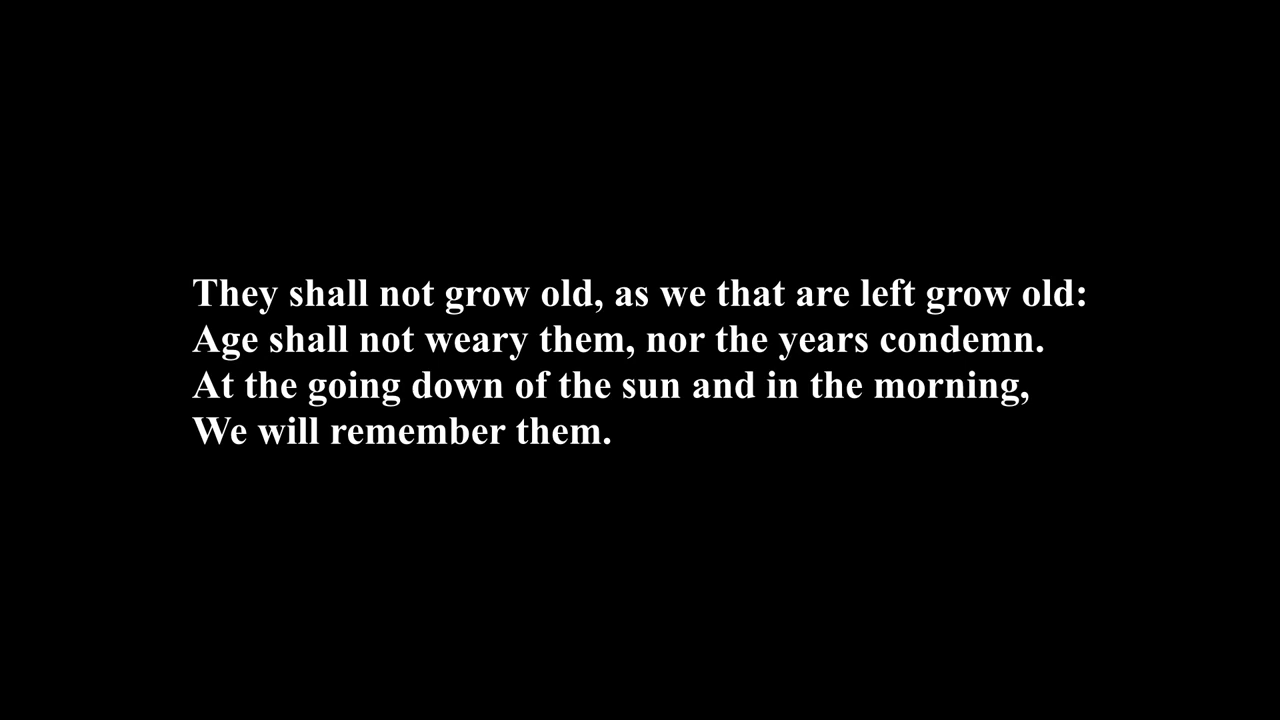 They shall not grow old, as we that are left grow old:
Age shall not weary them, nor the years condemn.
At the going down of the sun and in the morning,
We will remember them.